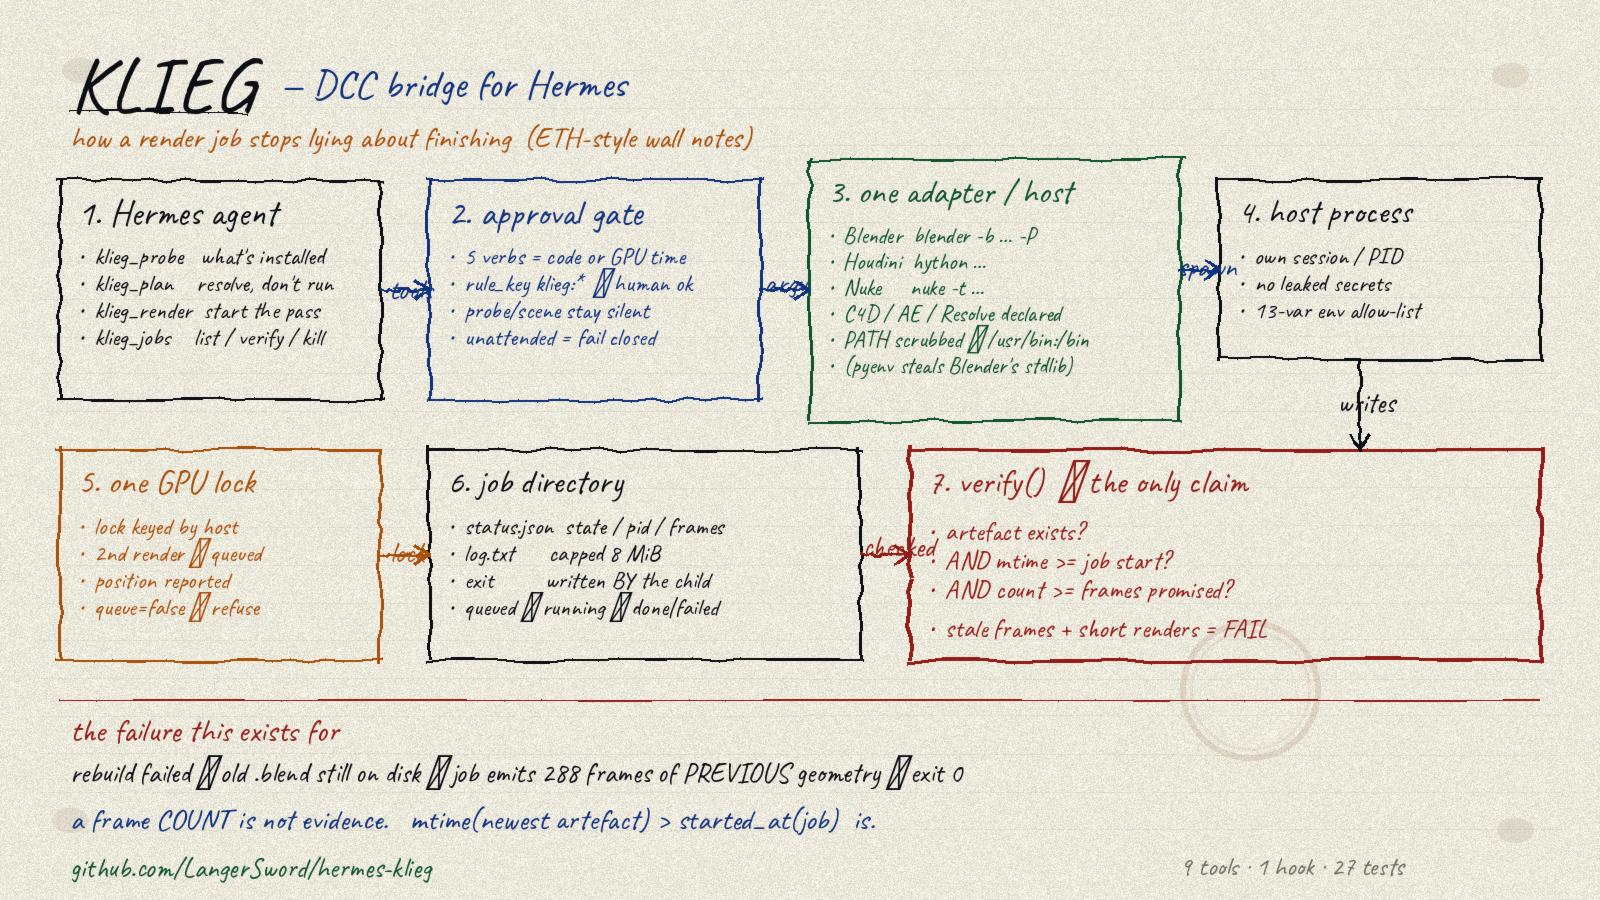 KLIEG – DCC bridge for Hermes
how a render job stops lying about finishing (ETH-style wall notes)
1. Hermes agent
• klieg_probe what's installed
• klieg_plan resolve, don't run
• klieg_render start the pass
• klieg_jobs list / verify / kill
tool
2. approval gate
• 5 verbs = code or GPU time
• rule_key klieg:* human ok
• probe/scene stay silent
• unattended = fail closed
3. one adapter / host
• Blender blender -b ... -P
• Houdini hython ...
• Nuke nuke -t ...
• C4D / AE / Resolve declared
• PATH scrubbed /usr/bin:/bin
• (pyenv steals Blender's stdlib)
spawn
4. host process
• own session / PID
• no leaked secrets
• 13-var env allow-list
writes
5. one GPU lock
• lock keyed by host
• 2nd render queued
• position reported
• queue=false refuse
lock
6. job directory
• status.json state / pid / frames
• log.txt capped 8 MiB
• exit written BY the child
• queued running done/failed
checked
7. verify() the only claim
• artefact exists?
• AND mtime >= job start?
• AND count >= frames promised?
• stale frames + short renders = FAIL
the failure this exists for
rebuild failed old .blend still on disk job emits 288 frames of PREVIOUS geometry exit 0
a frame COUNT is not evidence. mtime(newest artefact) > started_at(job) is.
github.com/LangerSword/hermes-klieg
9 tools · 1 hook · 27 tests